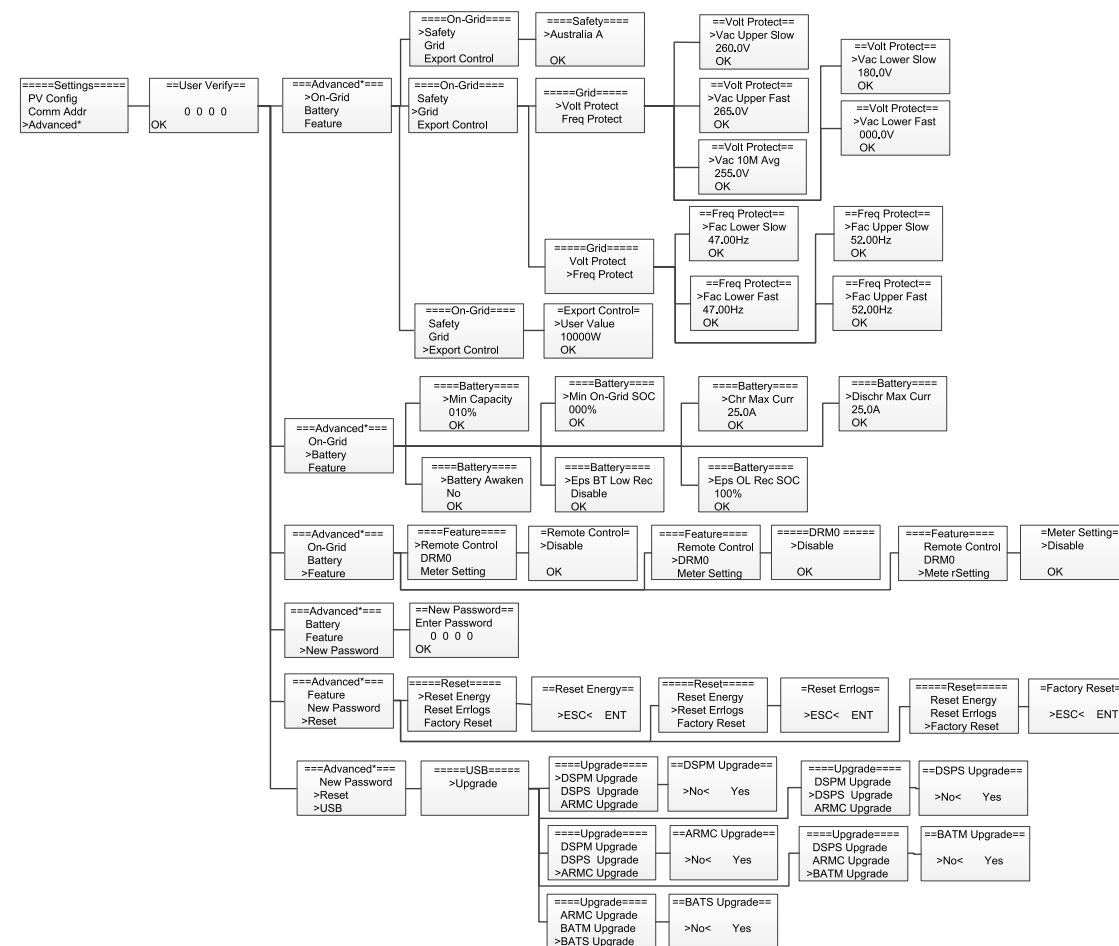 =====Settings=====
PV Config
Comm Addr
>Advanced*
==User Verify==
0 0 0 0
OK
===Advanced*===
>On-Grid
Battery
Feature
====On-Grid====
>Safety
Grid
Export Control
====Safety====
>Australia A
OK
====On-Grid====
Safety
>Grid
Export Control
=====Grid=====
>Volt Protect
Freq Protect
==Volt Protect==
>Vac Upper Slow
260.0V
OK
==Volt Protect==
>Vac Lower Slow
180.0V
OK
==Volt Protect==
>Vac Upper Fast
265.0V
OK
==Volt Protect==
>Vac Lower Fast
000.0V
OK
==Volt Protect==
>Vac 10M Avg
255.0V
OK
=====Grid=====
Volt Protect
>Freq Protect
==Freq Protect==
>Fac Lower Slow
47.00Hz
OK
==Freq Protect==
>Fac Upper Slow
52.00Hz
OK
==Freq Protect==
>Fac Lower Fast
47.00Hz
OK
==Freq Protect==
>Fac Upper Fast
52.00Hz
OK
====On-Grid====
Safety
Grid
>Export Control
=Export Control=
>User Value
10000W
OK
===Advanced*===
On-Grid
>Battery
Feature
====Battery====
>Min Capacity
010%
OK
====Battery====
>Min On-Grid SOC
000%
OK
====Battery====
>Chr Max Curr
25.0A
OK
====Battery====
>Dischr Max Curr
25.0A
OK
====Battery====
>Battery Awaken
No
OK
====Battery====
>Eps BT Low Rec
Disable
OK
====Battery====
>Eps OL Rec SOC
100%
OK
===Advanced*===
On-Grid
Battery
>Feature
====Feature====
>Remote Control
DRM0
Meter Setting
=Remote Control=
>Disable
OK
====Feature====
Remote Control
>DRM0
Meter Setting
=====DRM0 =====
>Disable
OK
====Feature====
Remote Control
DRM0
>Mete rSetting
=Meter Setting=
>Disable
OK
===Advanced*===
Battery
Feature
>New Password
==New Password==
Enter Password
0 0 0 0
OK
===Advanced*===
Feature
New Password
>Reset
=====Reset=====
>Reset Energy
Reset Errlogs
Factory Reset
==Reset Energy==
>ESC< ENT
=====Reset=====
Reset Energy
>Reset Errlogs
Factory Reset
=Reset Errlogs=
>ESC< ENT
=====Reset=====
Reset Energy
Reset Errlogs
>Factory Reset
=Factory Reset=
>ESC< ENT
===Advanced*===
New Password
>Reset
>USB
=====USB=====
>Upgrade
====Upgrade====
>DSPM Upgrade
DSPS Upgrade
ARMC Upgrade
==DSPM Upgrade==
>No< Yes
====Upgrade====
DSPM Upgrade
>DSPS Upgrade
ARMC Upgrade
==DSPS Upgrade==
>No< Yes
====Upgrade====
DSPM Upgrade
DSPS Upgrade
>ARMC Upgrade
==ARMC Upgrade==
>No< Yes
====Upgrade====
DSPS Upgrade
ARMC Upgrade
>BATM Upgrade
==BATM Upgrade==
>No< Yes
====Upgrade====
ARMC Upgrade
BATM Upgrade
>BATS Upgrade
==BATS Upgrade==
>No< Yes